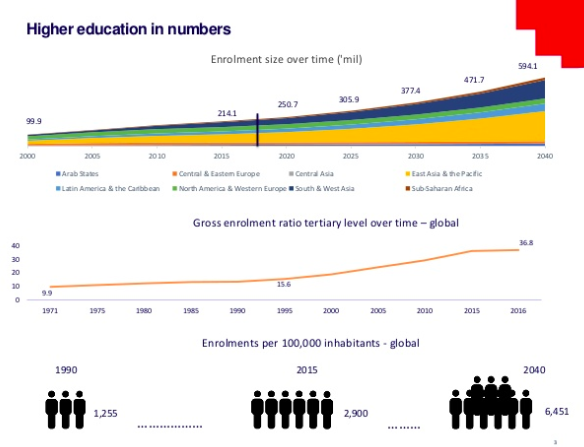 Higher education in numbers
Enrolment size over time ('mil)
594.1
471.7
377.4
305.9
250.7
214.1
99.9
2000 2005 2010 2015 2020 2025 2030 2015 2040
Arab States Central & Eastern Europe Central Asia East Asia & the Pacific
Latin America & the Caribbean North America & Western Europe South & West Asia Sub-Saharan Africa
Gross enrolment ratio tertiary level over time – global
40
30
20
10
0
36.8
15.6
9.9
1971 1975 1980 1985 1990 1995 2000 2005 2010 2015 2016
Enrolments per 100,000 inhabitants - global
1990 2015 2040
1,255 ……………… 2,900 ……… 6,451
3